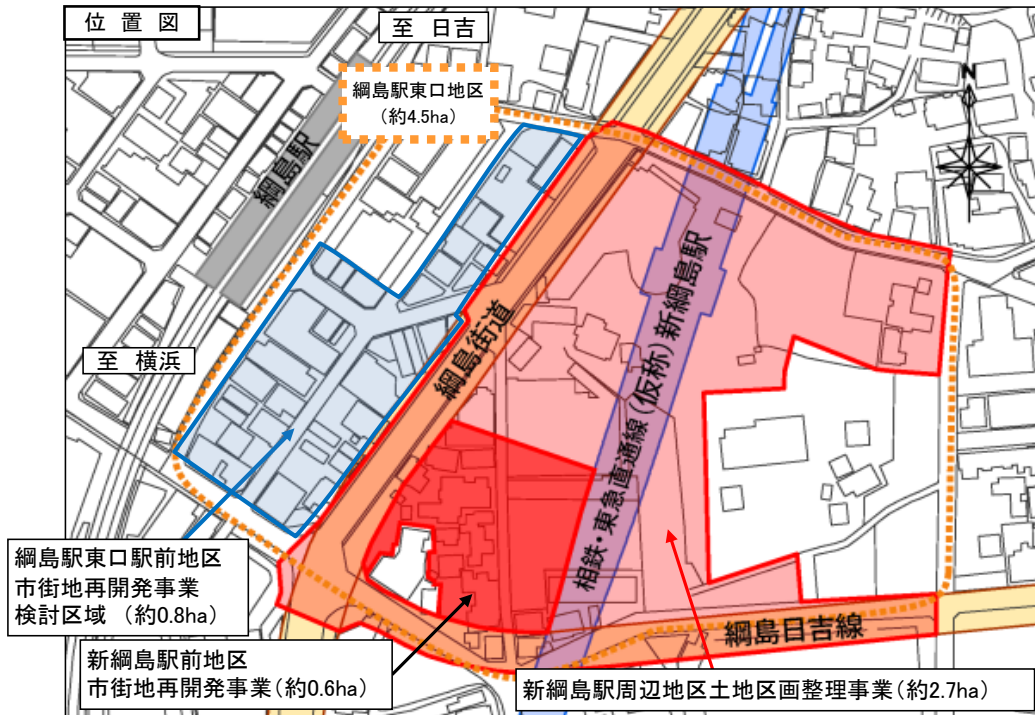 位 置 図
至 日吉
綱島駅東口地区
（約4.5ha）
N
綱島駅
綱島街道
相鉄・東急直通線（仮称）新綱島駅
至 横浜
綱島駅東口駅前地区
市街地再開発事業
検討区域 （約0.8ha）
新綱島駅前地区
市街地再開発事業（約0.6ha）
綱島日吉線
新綱島駅周辺地区土地区画整理事業（約2.7ha）